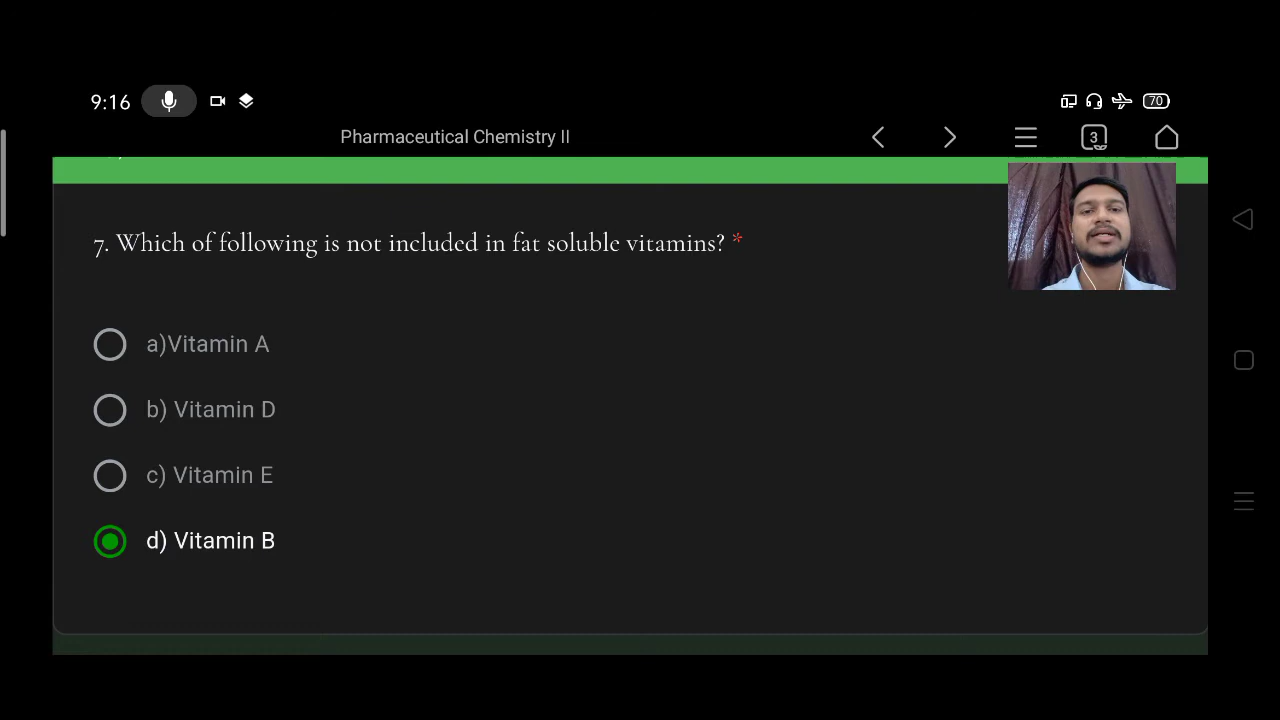 9:16
70
Pharmaceutical Chemistry II
3
7. Which of following is not included in fat soluble vitamins? *
a)Vitamin A
b) Vitamin D
c) Vitamin E
d) Vitamin B